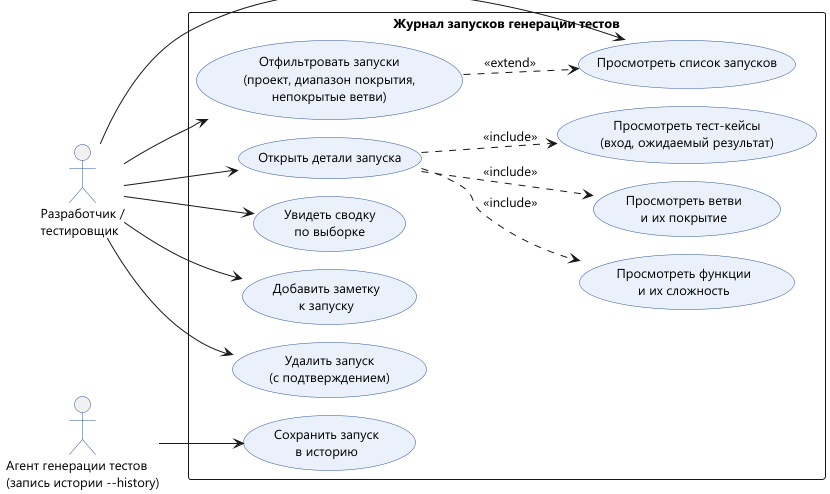 Журнал запусков генерации тестов
Отфильтровать запуски
(проект, диапазон покрытия,
непокрытые ветви)
«extend»
Просмотреть список запусков
Открыть детали запуска
«include»
Просмотреть тест-кейсы
(вход, ожидаемый результат)
«include»
Просмотреть ветви
и их покрытие
«include»
Просмотреть функции
и их сложность
Разработчик /
тестировщик
Увидеть сводку
по выборке
Добавить заметку
к запуску
Удалить запуск
(с подтверждением)
Сохранить запуск
в историю
Агент генерации тестов
(запись истории --history)